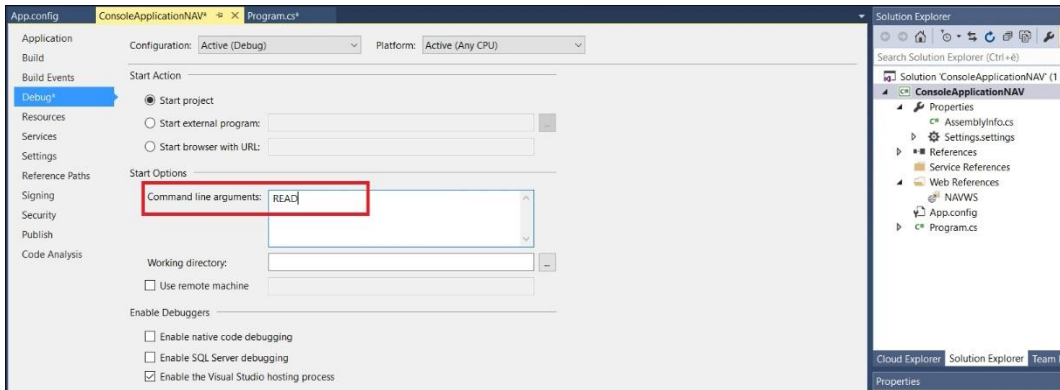 App.config ConsoleApplicationNAV* Program.cs*
Application
Build
Build Events
Debug*
Resources
Services
Settings
Reference Paths
Signing
Security
Publish
Code Analysis
Configuration: Active (Debug) Platform: Active (Any CPU)
Start Action
Start project
Start external program: ...
Start browser with URL:
Start Options
Command line arguments: READ
Working directory: ...
Use remote machine
Enable Debuggers
Enable native code debugging
Enable SQL Server debugging
Enable the Visual Studio hosting process
Solution Explorer
Search Solution Explorer (Ctrl+è)
Solution 'ConsoleApplicationNAV' (1
C# ConsoleApplicationNAV
Properties
C# AssemblyInfo.cs
Settings.settings
References
Service References
Web References
NAVWS
App.config
C# Program.cs
Cloud Explorer Solution Explorer Team
Properties